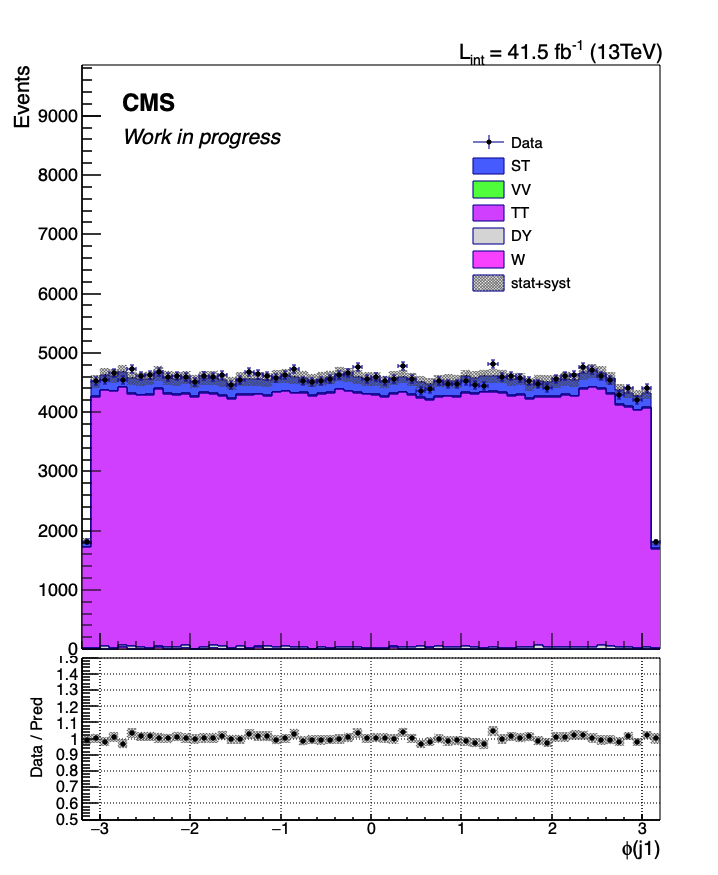 L_int = 41.5 fb^-1 (13TeV)
Events
CMS
Work in progress
9000
8000
7000
6000
5000
4000
3000
2000
1000
0
Data
ST
VV
TT
DY
W
stat+syst
Data / Pred
1.5
1.4
1.3
1.2
1.1
1
0.9
0.8
0.7
0.6
0.5
−3 −2 −1 0 1 2 3
ϕ(j1)